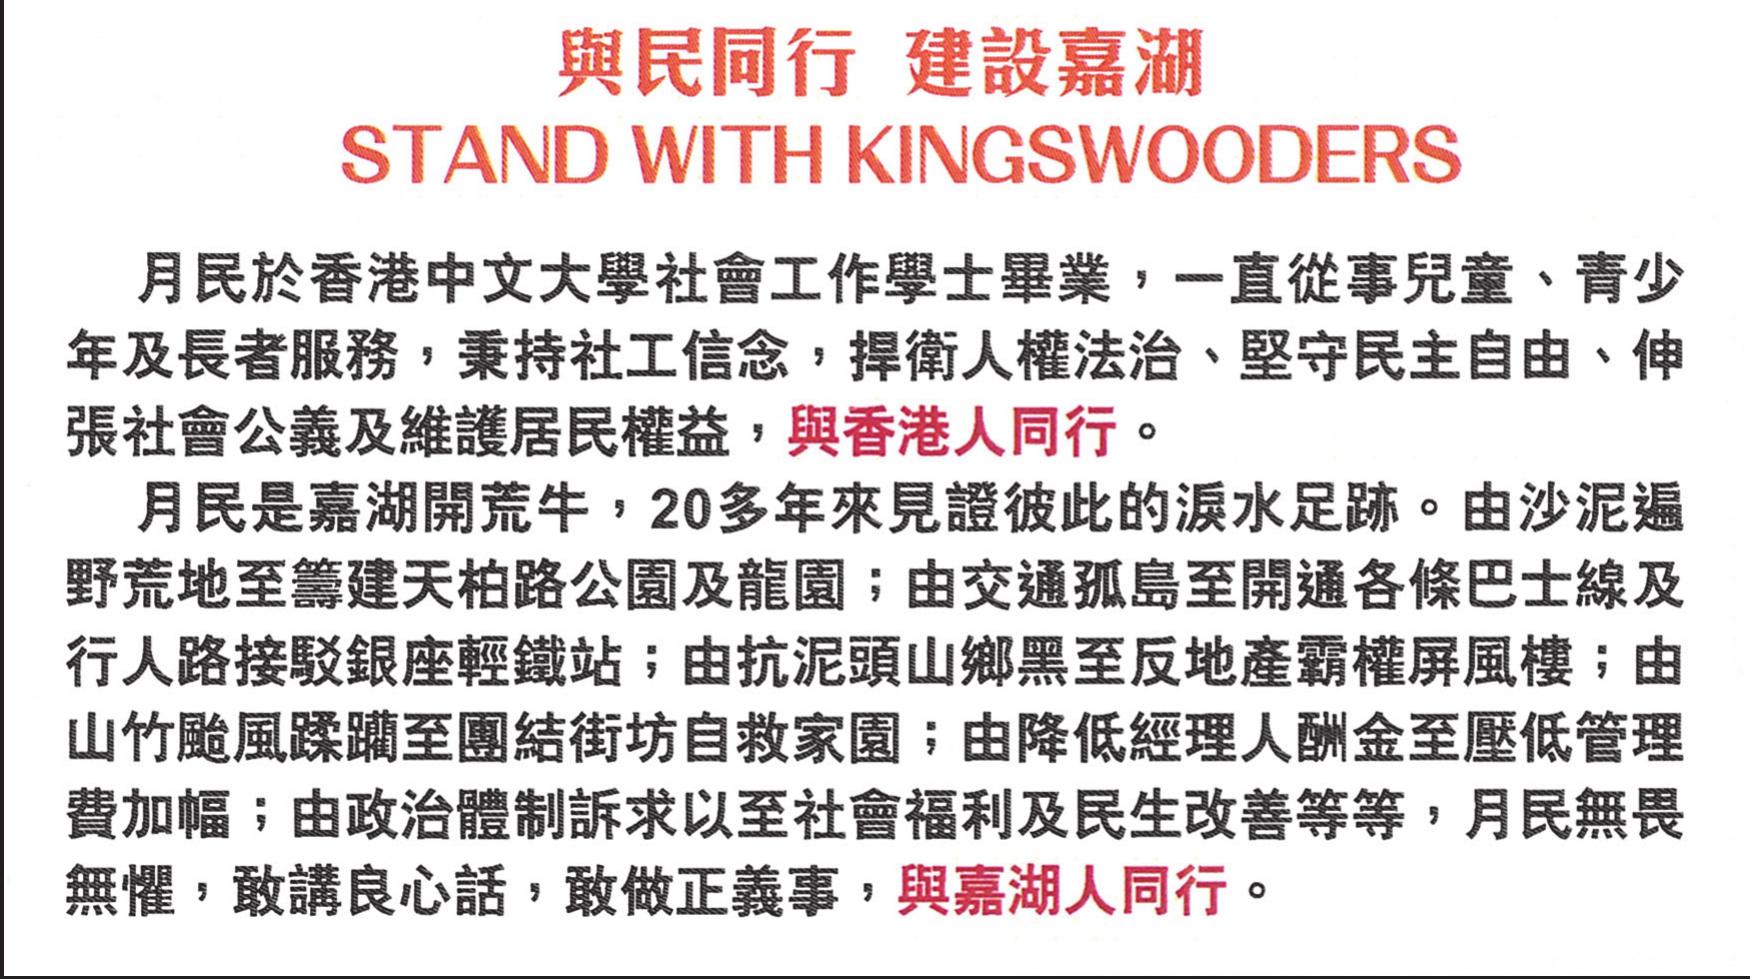 與民同行 建設嘉湖
STAND WITH KINGSWOODERS
月民於香港中文大學社會工作學士畢業，一直從事兒童、青少
年及長者服務，秉持社工信念，捍衛人權法治、堅守民主自由、伸
張社會公義及維護居民權益，與香港人同行。
月民是嘉湖開荒牛，20多年來見證彼此的淚水足跡。由沙泥遍
野荒地至籌建天柏路公園及龍園；由交通孤島至開通各條巴士線及
行人路接駁銀座輕鐵站；由抗泥頭山鄉黑至反地產霸權屏風樓；由
山竹颱風蹂躪至團結街坊自救家園；由降低經理人酬金至壓低管理
費加幅；由政治體制訴求以至社會福利及民生改善等等，月民無畏
無懼，敢講良心話，敢做正義事，與嘉湖人同行。